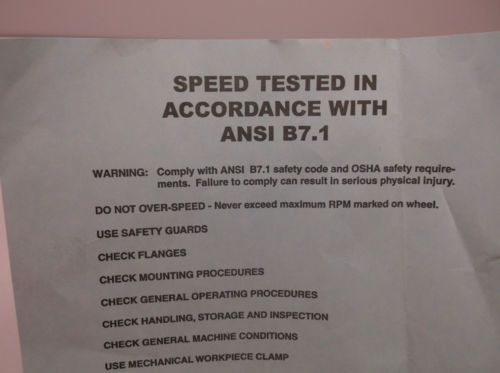 SPEED TESTED IN
ACCORDANCE WITH
ANSI B7.1
WARNING: Comply with ANSI B7.1 safety code and OSHA safety require-
ments. Failure to comply can result in serious physical injury.
DO NOT OVER-SPEED - Never exceed maximum RPM marked on wheel.
USE SAFETY GUARDS
CHECK FLANGES
CHECK MOUNTING PROCEDURES
CHECK GENERAL OPERATING PROCEDURES
CHECK HANDLING, STORAGE AND INSPECTION
CHECK GENERAL MACHINE CONDITIONS
USE MECHANICAL WORKPIECE CLAMP